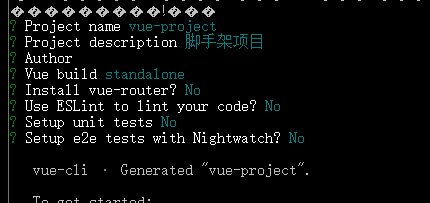 ? Project name vue-project
? Project description 脚手架项目
? Author
? Vue build standalone
? Install vue-router? No
? Use ESLint to lint your code? No
? Setup unit tests No
? Setup e2e tests with Nightwatch? No
vue-cli · Generated "vue-project".
To get started: